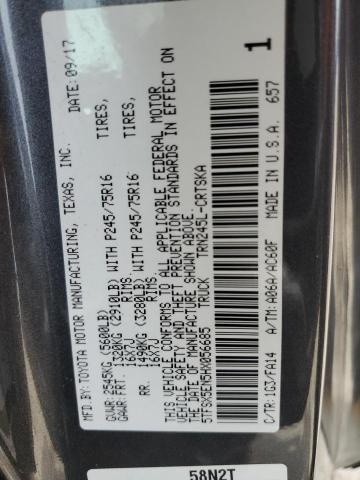 MFD. BY: TOYOTA MOTOR MANUFACTURING, TEXAS, INC. DATE: 09/17
GVWR: 2545KG (5600LB)
GAWR: FRT. 1320KG (2910LB) WITH P245/75R16 TIRES,
16X7J RIMS,
RR. 1490KG (3280LB) WITH P245/75R16 TIRES,
16X7J RIMS,
THIS VEHICLE CONFORMS TO ALL APPLICABLE FEDERAL MOTOR
VEHICLE SAFETY AND THEFT PREVENTION STANDARDS IN EFFECT ON
THE DATE OF MANUFACTURE SHOWN ABOVE.
5TFSX5EN5HX056685 TRUCK TRN245L-CRTSKA
1
C/TR: 1G3/FA14 A/TM: A06A/AC60F MADE IN U.S.A. 657
58N2T